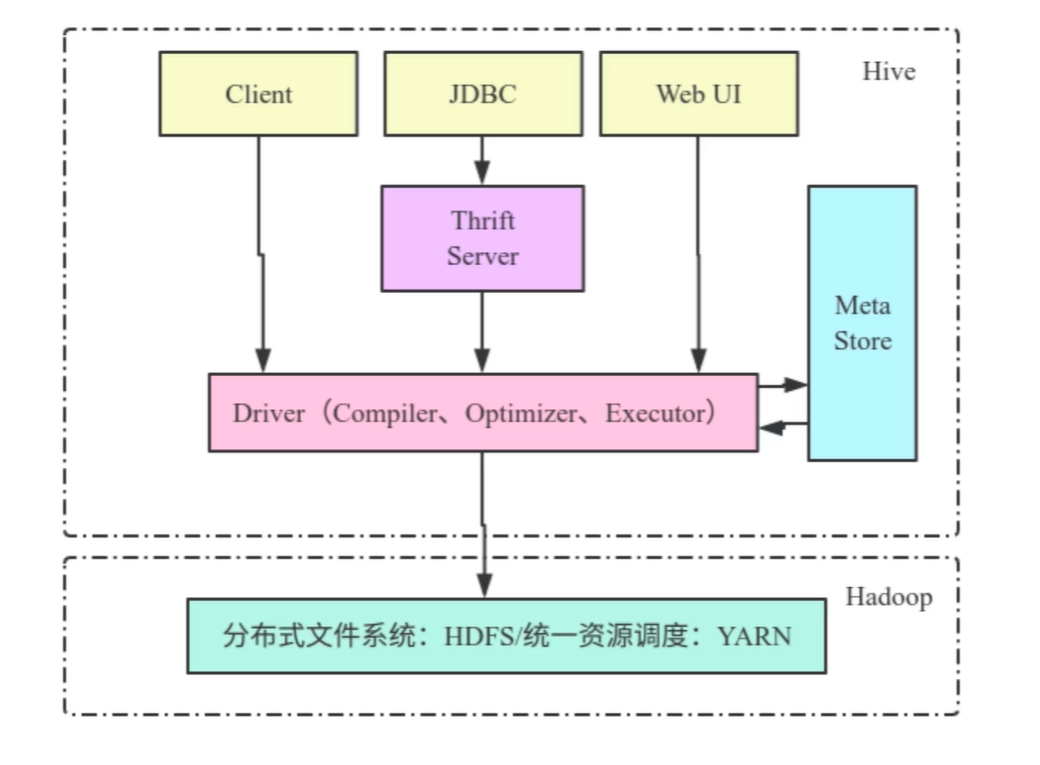 Hive
Client
JDBC
Web UI
Thrift
Server
Meta
Store
Driver（Compiler、Optimizer、Executor）
Hadoop
分布式文件系统：HDFS/统一资源调度：YARN